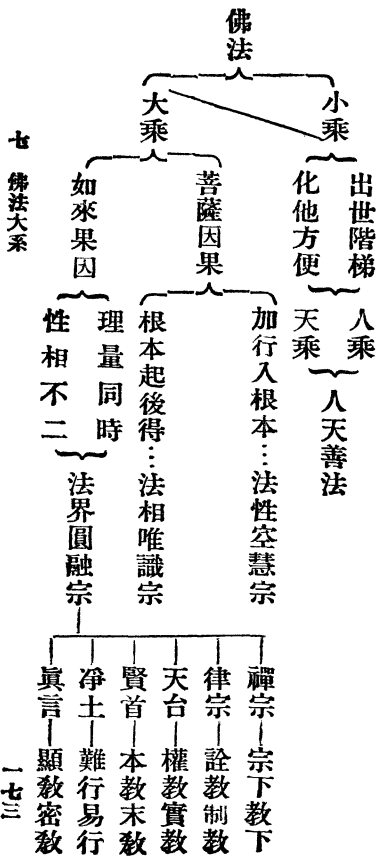 佛法
小乘
大乘
出世階梯
化他方便
菩薩因果
如來果因
人乘
天乘
加行入根本…法性空慧宗
根本起後得…法相唯識宗
理量同時
性相不二
人天善法
法界圓融宗
禪宗—宗下教下
律宗—詮教制教
天台—權教實教
賢首—本教末教
淨土—難行易行
眞言—顯教密教
七 佛法大系
一七三